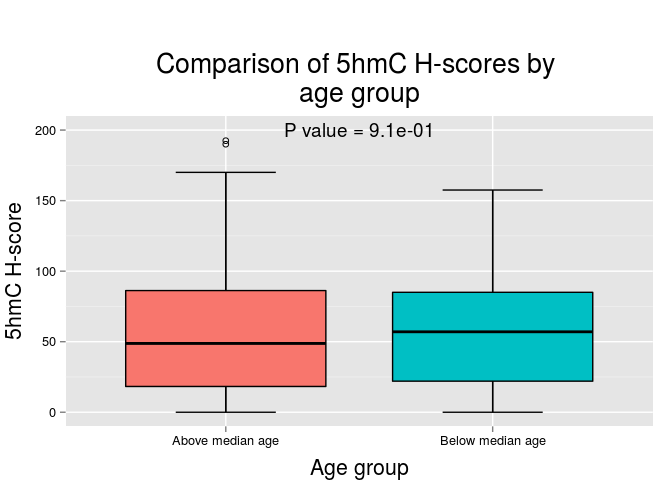 Comparison of 5hmC H-scores by
age group
P value = 9.1e-01
200
150
100
50
0
5hmC H-score
Above median age
Below median age
Age group